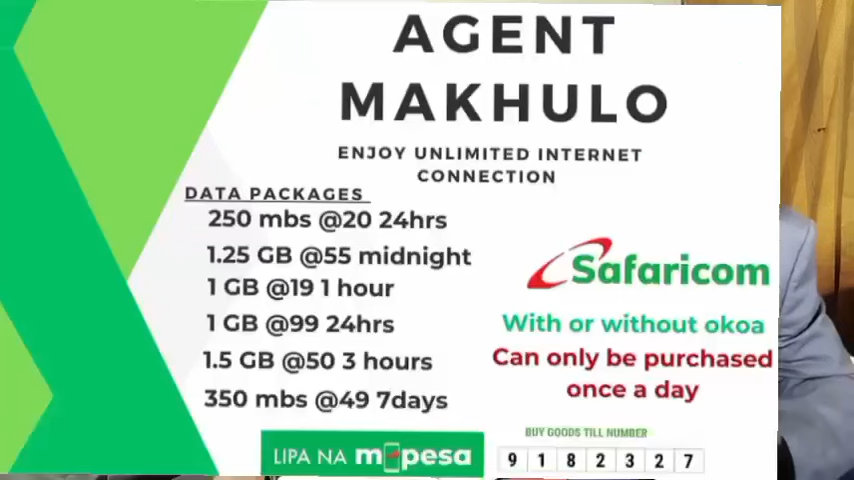 AGENT
MAKHULO
ENJOY UNLIMITED INTERNET
CONNECTION
DATA PACKAGES
250 mbs @20 24hrs
1.25 GB @55 midnight
1 GB @19 1 hour
1 GB @99 24hrs
1.5 GB @50 3 hours
350 mbs @49 7days
Safaricom
With or without okoa
Can only be purchased
once a day
LIPA NA m-pesa
BUY GOODS TILL NUMBER
9 1 8 2 3 2 7